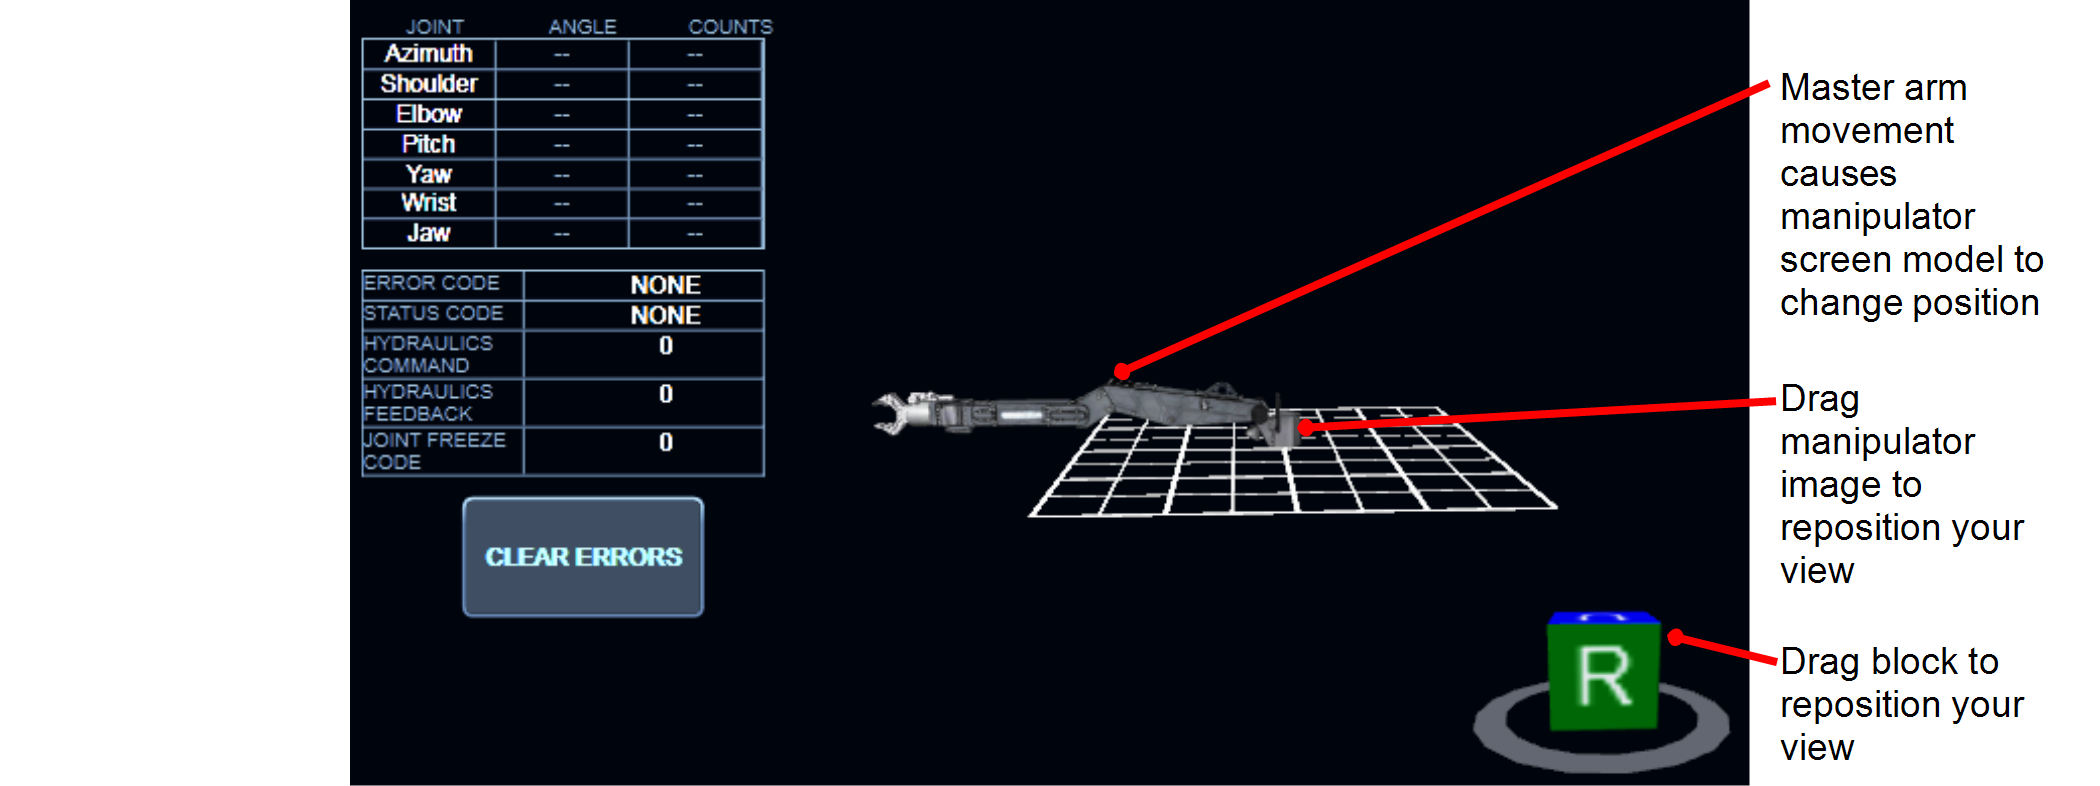 JOINT ANGLE COUNTS
Azimuth -- --
Shoulder -- --
Elbow -- --
Pitch -- --
Yaw -- --
Wrist -- --
Jaw -- --
ERROR CODE NONE
STATUS CODE NONE
HYDRAULICS
COMMAND 0
HYDRAULICS
FEEDBACK 0
JOINT FREEZE
CODE 0
CLEAR ERRORS
Master arm
movement
causes
manipulator
screen model to
change position
Drag
manipulator
image to
reposition your
view
R
Drag block to
reposition your
view